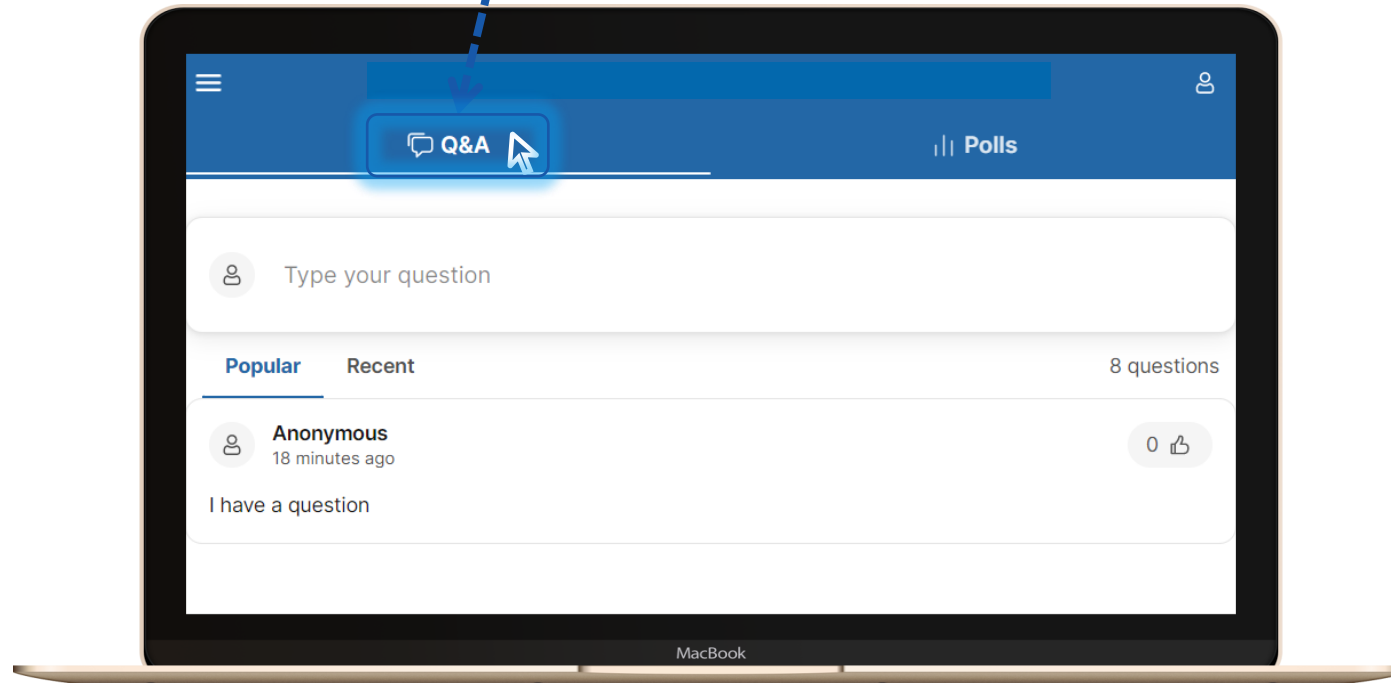 Q&A
Polls
Type your question
Popular Recent 8 questions
Anonymous
18 minutes ago
0
I have a question
MacBook